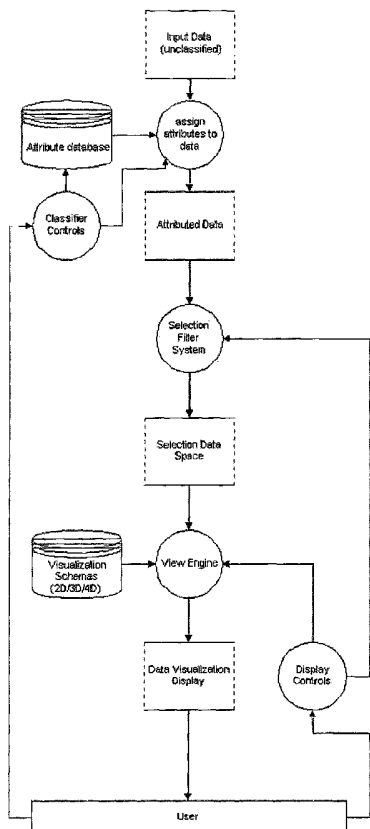 Input Data
(unclassified)
assign
attributes to
data
Attribute database
Classifier
Controls
Attributed Data
Selection
Filter
System
Selection Data
Space
Visualization
Schemas
(2D/3D/4D)
View Engine
Data Visualization
Display
Display
Controls
User